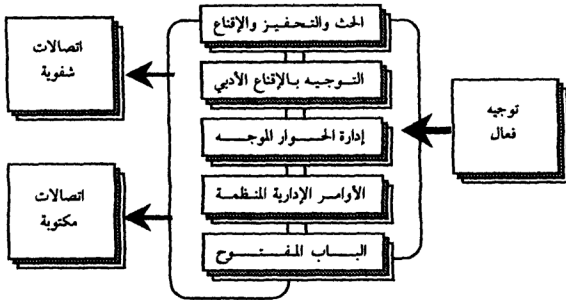 توجيه
فعال
الحث والتحفيز والإقناع
التوجيه بالإقناع الأدبي
إدارة الحوار الموجه
الأوامر الإدارية المنظمة
الباب المفتوح
اتصالات
شفوية
اتصالات
مكتوبة